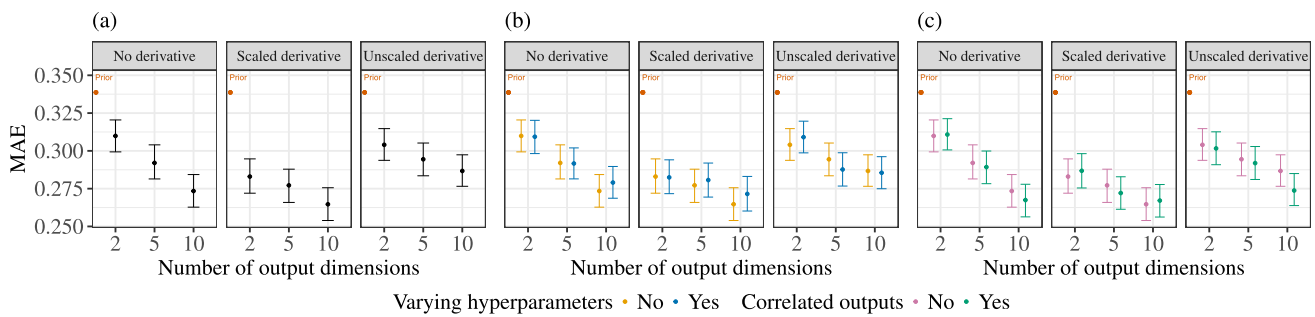 (a) (b) (c)
No derivative Scaled derivative Unscaled derivative No derivative Scaled derivative Unscaled derivative No derivative Scaled derivative Unscaled derivative
0.350 Prior Prior Prior Prior Prior Prior Prior Prior Prior
0.325
0.300
0.275
0.250
MAE
2 5 10 2 5 10 2 5 10 2 5 10 2 5 10 2 5 10 2 5 10 2 5 10 2 5 10
Number of output dimensions Number of output dimensions Number of output dimensions
Varying hyperparameters No Yes Correlated outputs No Yes